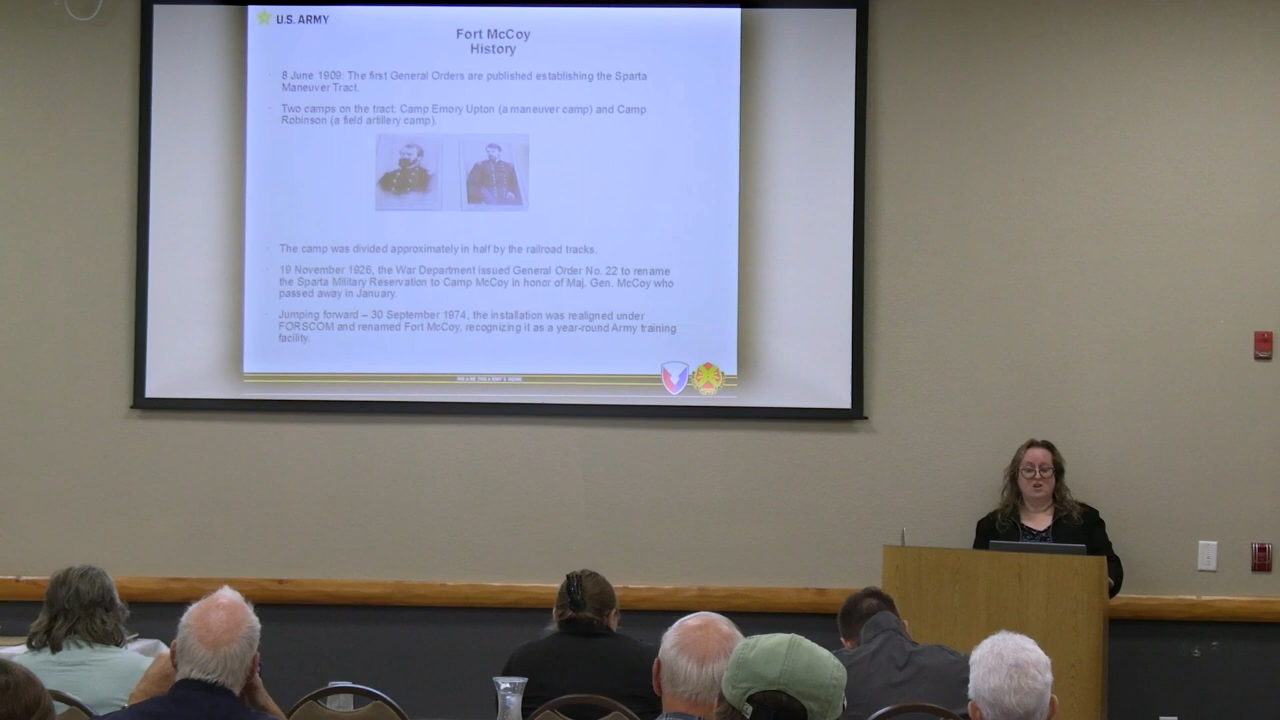 U.S. ARMY
Fort McCoy
History
8 June 1909: The first General Orders are published establishing the Sparta
Maneuver Tract.
Two camps on the tract: Camp Emory Upton (a maneuver camp) and Camp
Robinson (a field artillery camp).
The camp was divided approximately in half by the railroad tracks.
19 November 1926, the War Department issued General Order No. 22 to rename
the Sparta Military Reservation to Camp McCoy in honor of Maj. Gen. McCoy who
passed away in January.
Jumping forward – 30 September 1974, the installation was realigned under
FORSCOM and renamed Fort McCoy, recognizing it as a year-round Army training
facility.
WE ARE THE ARMY'S HOME